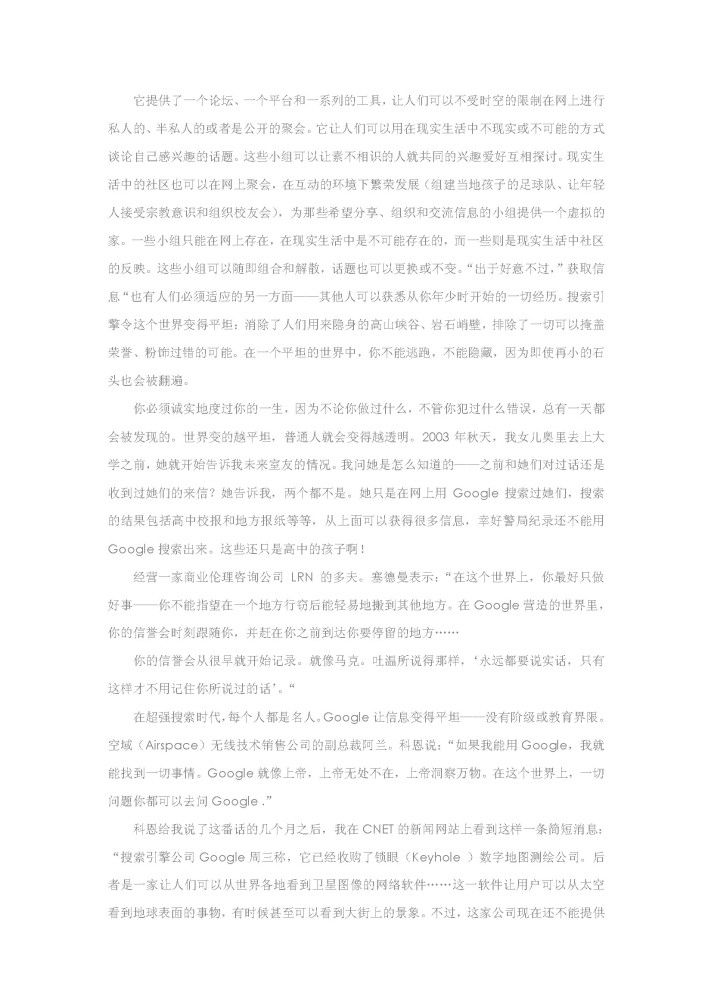 它提供了一个论坛、一个平台和一系列的工具，让人们可以不受时空的限制在网上进行
私人的、半私人的或者是公开的聚会。它让人们可以用在现实生活中不现实或不可能的方式
谈论自己感兴趣的话题。这些小组可以让素不相识的人就共同的兴趣爱好互相探讨。现实生
活中的社区也可以在网上聚会，在互动的环境下繁荣发展（组建当地孩子的足球队、让年轻
人接受宗教意识和组织校友会），为那些希望分享、组织和交流信息的小组提供一个虚拟的
家。一些小组只能在网上存在，在现实生活中是不可能存在的，而一些则是现实生活中社区
的反映。这些小组可以随即组合和解散，话题也可以更换或不变。“出于好意不过，”获取信
息“也有人们必须适应的另一方面——其他人可以获悉从你年少时开始的一切经历。搜索引
擎令这个世界变得平坦：消除了人们用来隐身的高山峡谷、岩石峭壁，排除了一切可以掩盖
荣誉、粉饰过错的可能。在一个平坦的世界中，你不能逃跑，不能隐藏，因为即使再小的石
头也会被翻遍。
你必须诚实地度过你的一生，因为不论你做过什么，不管你犯过什么错误，总有一天都
会被发现的。世界变的越平坦，普通人就会变得越透明。2003 年秋天，我女儿奥里去上大
学之前，她就开始告诉我未来室友的情况。我问她是怎么知道的——之前和她们对过话还是
收到过她们的来信？她告诉我，两个都不是。她只是在网上用 Google 搜索过她们，搜索
的结果包括高中校报和地方报纸等等，从上面可以获得很多信息，幸好警局纪录还不能用
Google 搜索出来。这些还只是高中的孩子啊！
经营一家商业伦理咨询公司 LRN 的多夫。塞德曼表示：“在这个世界上，你最好只做
好事——你不能指望在一个地方行窃后能轻易地搬到其他地方。在 Google 营造的世界里，
你的信誉会时刻跟随你，并赶在你之前到达你要停留的地方……
你的信誉会从很早就开始记录。就像马克。吐温所说得那样，‘永远都要说实话，只有
这样才不用记住你所说过的话’。“
在超强搜索时代，每个人都是名人。Google 让信息变得平坦——没有阶级或教育界限。
空域（Airspace）无线技术销售公司的副总裁阿兰。科恩说：“如果我能用 Google，我就
能找到一切事情。Google 就像上帝，上帝无处不在，上帝洞察万物。在这个世界上，一切
问题你都可以去问 Google .”
科恩给我说了这番话的几个月之后，我在 CNET 的新闻网站上看到这样一条简短消息：
“搜索引擎公司 Google 周三称，它已经收购了锁眼（Keyhole ）数字地图测绘公司。后
者是一家让人们可以从世界各地看到卫星图像的网络软件……这一软件让用户可以从太空
看到地球表面的事物，有时候甚至可以看到大街上的景象。不过，这家公司现在还不能提供